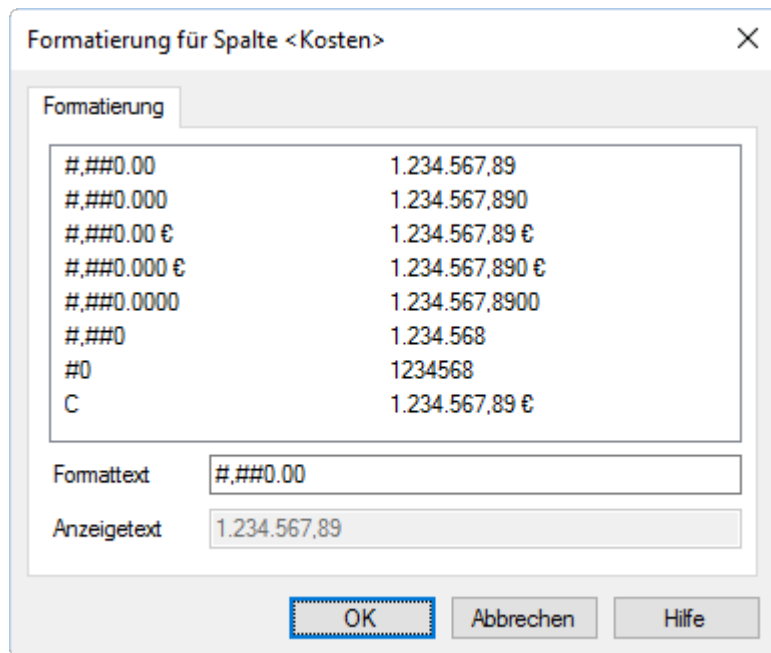 Formatierung für Spalte <Kosten>
Formatierung
#,##0.00 1.234.567,89
#,##0.000 1.234.567,890
#,##0.00 € 1.234.567,89 €
#,##0.000 € 1.234.567,890 €
#,##0.0000 1.234.567,8900
#,##0 1.234.568
#0 1234568
C 1.234.567,89 €
Formattext #,##0.00
Anzeigetext 1.234.567,89
OK Abbrechen Hilfe